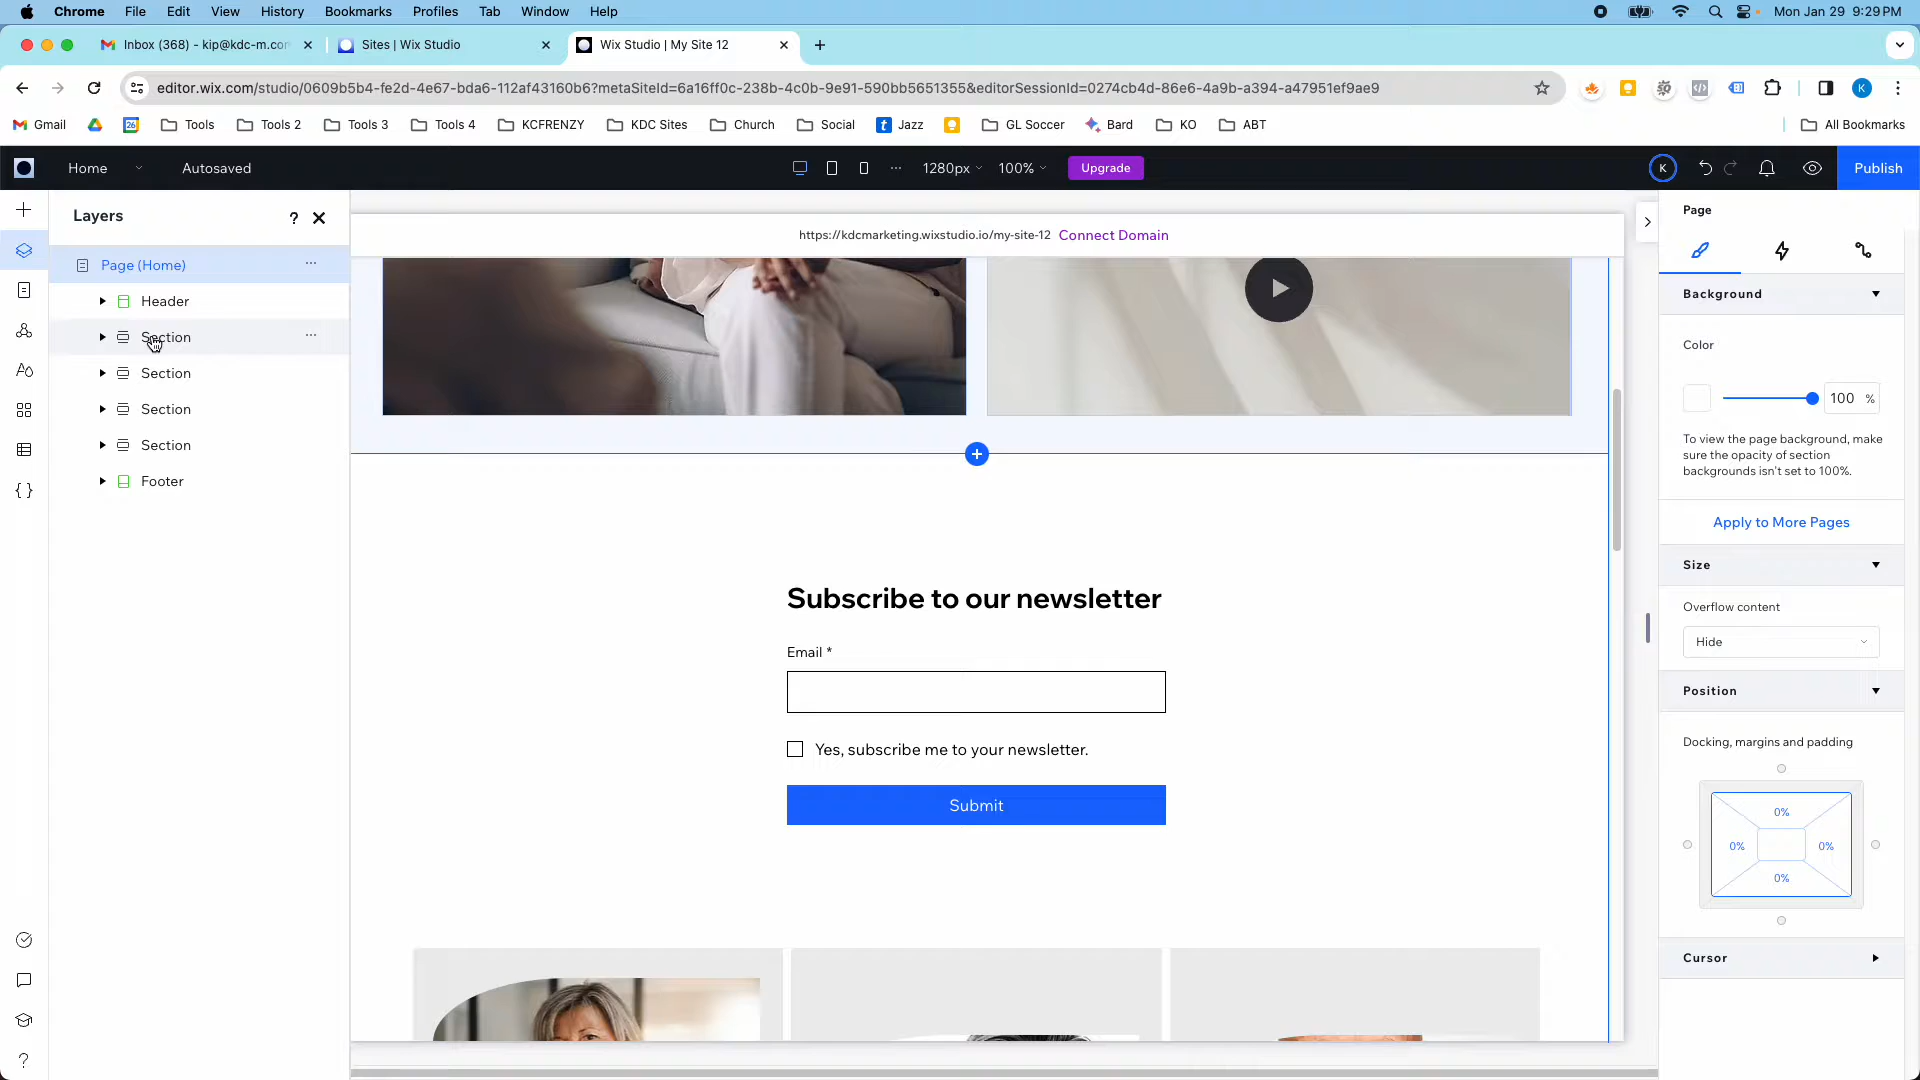 Chrome File Edit View History Bookmarks Profiles Tab Window Help Mon Jan 29 9:29 PM
Inbox (368) - kip@kdc-m.con Sites | Wix Studio Wix Studio | My Site 12
editor.wix.com/studio/0609b5b4-fe2d-4e67-bda6-112af43160b6?metaSiteId=6a16ff0c-238b-4c0b-9e91-590bb5651355&editorSessionId=0274cb4d-86e6-4a9b-a394-a47951ef9ae9 K
Gmail 26 Tools Tools 2 Tools 3 Tools 4 KCFRENZY KDC Sites Church Social t Jazz GL Soccer Bard KO ABT All Bookmarks
Home Autosaved 1280px 100% Upgrade K Publish
Layers ?
Page (Home)
Header
Section
Section
Section
Section
Footer
?
https://kdcmarketing.wixstudio.io/my-site-12 Connect Domain
Subscribe to our newsletter
Email *
Yes, subscribe me to your newsletter.
Submit
Page
Background
Color
100 %
To view the page background, make
sure the opacity of section
backgrounds isn't set to 100%.
Apply to More Pages
Size
Overflow content
Hide
Position
Docking, margins and padding
0%
0% 0%
0%
Cursor